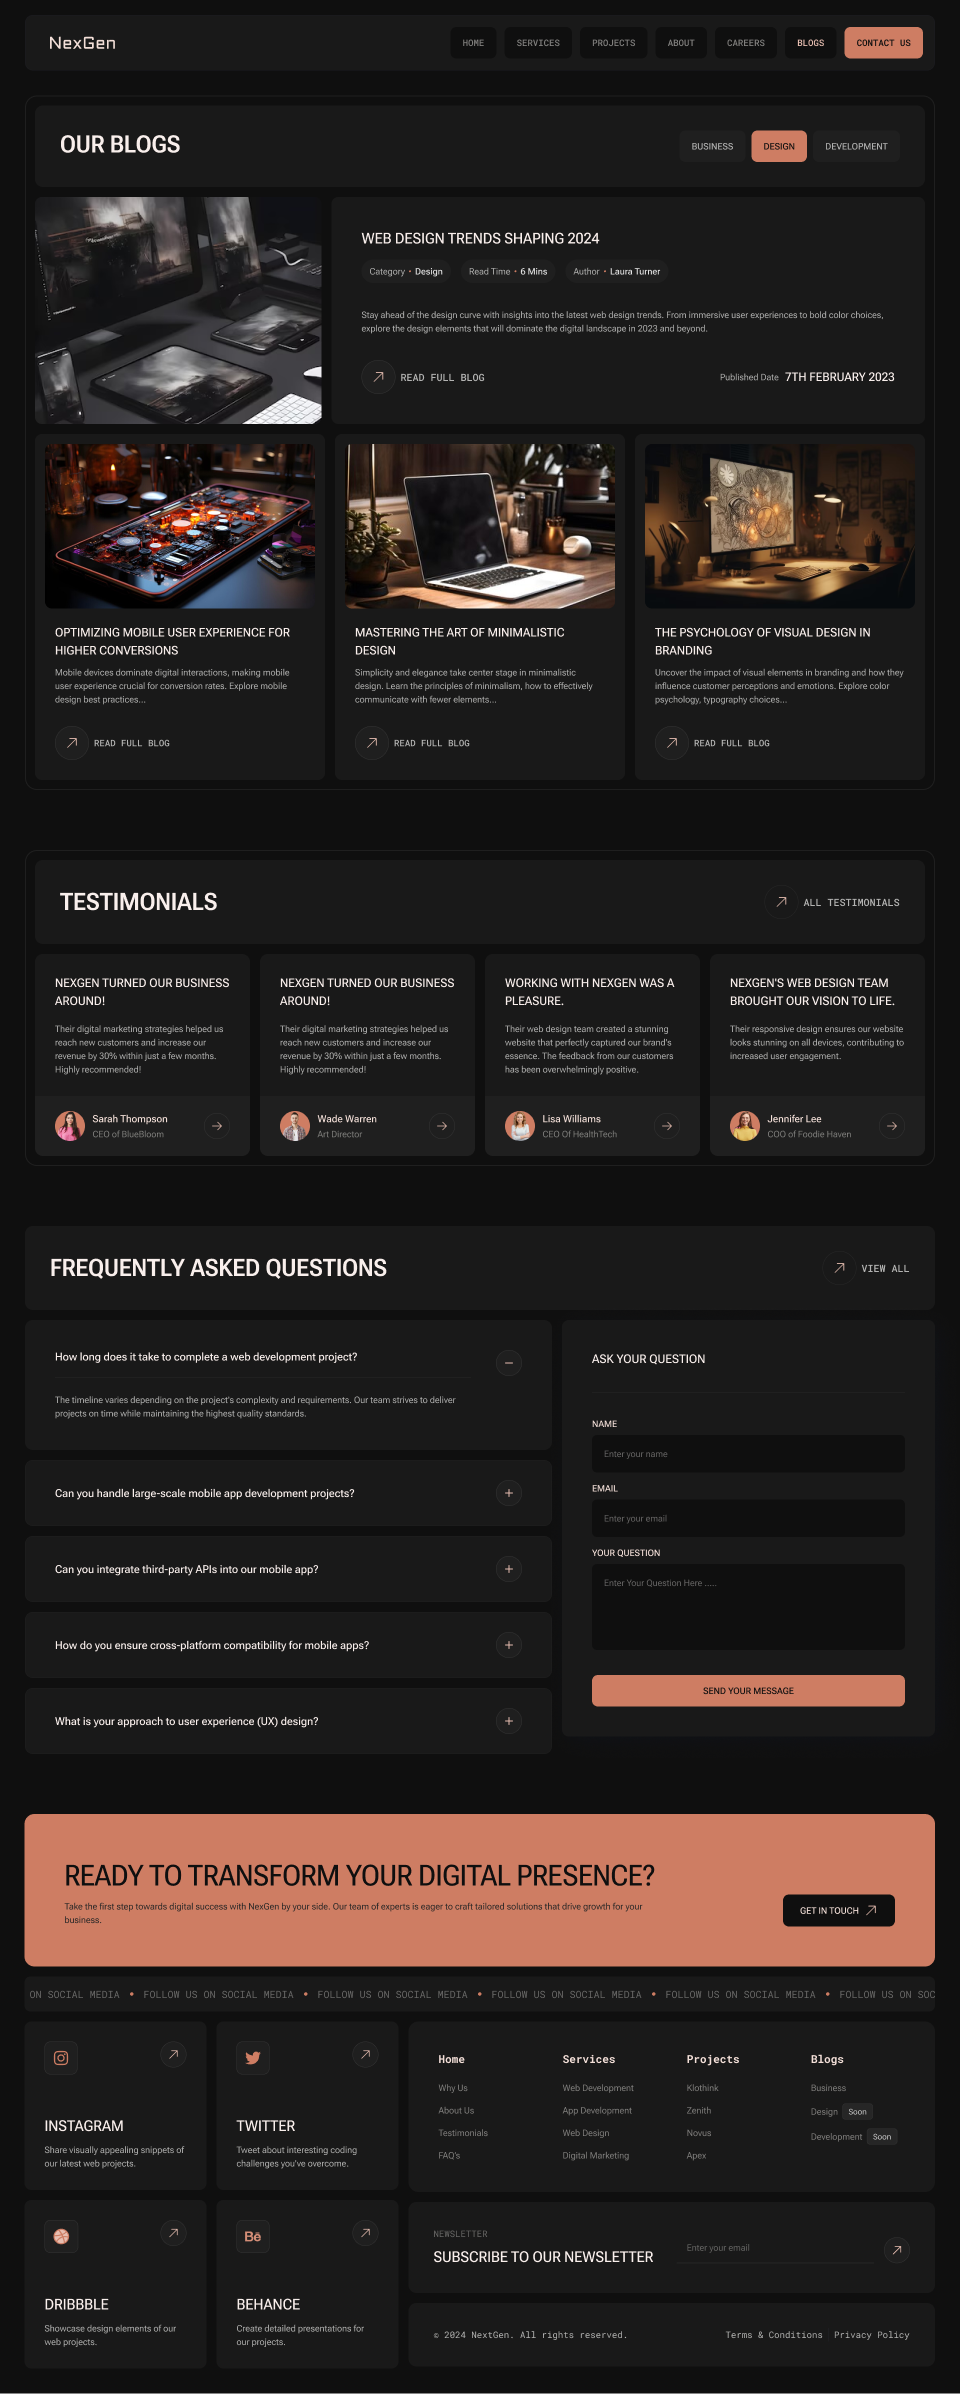 NexGen
HOME
SERVICES
PROJECTS
ABOUT
CAREERS
BLOGS
CONTACT US
OUR BLOGS
BUSINESS
DESIGN
DEVELOPMENT
WEB DESIGN TRENDS SHAPING 2024
Category • Design
Read Time • 6 Mins
Author • Laura Turner
Stay ahead of the design curve with insights into the latest web design trends. From immersive user experiences to bold color choices,
explore the design elements that will dominate the digital landscape in 2023 and beyond.
READ FULL BLOG
Published Date 7TH FEBRUARY 2023
OPTIMIZING MOBILE USER EXPERIENCE FOR
HIGHER CONVERSIONS
Mobile devices dominate digital interactions, making mobile
user experience crucial for conversion rates. Explore mobile
design best practices...
READ FULL BLOG
MASTERING THE ART OF MINIMALISTIC
DESIGN
Simplicity and elegance take center stage in minimalistic
design. Learn the principles of minimalism, how to effectively
communicate with fewer elements...
READ FULL BLOG
THE PSYCHOLOGY OF VISUAL DESIGN IN
BRANDING
Uncover the impact of visual elements in branding and how they
influence customer perceptions and emotions. Explore color
psychology, typography choices...
READ FULL BLOG
TESTIMONIALS
ALL TESTIMONIALS
NEXGEN TURNED OUR BUSINESS
AROUND!
Their digital marketing strategies helped us
reach new customers and increase our
revenue by 30% within just a few months.
Highly recommended!
Sarah Thompson
CEO of BlueBloom
NEXGEN TURNED OUR BUSINESS
AROUND!
Their digital marketing strategies helped us
reach new customers and increase our
revenue by 30% within just a few months.
Highly recommended!
Wade Warren
Art Director
WORKING WITH NEXGEN WAS A
PLEASURE.
Their web design team created a stunning
website that perfectly captured our brand's
essence. The feedback from our customers
has been overwhelmingly positive.
Lisa Williams
CEO Of HealthTech
NEXGEN'S WEB DESIGN TEAM
BROUGHT OUR VISION TO LIFE.
Their responsive design ensures our website
looks stunning on all devices, contributing to
increased user engagement.
Jennifer Lee
COO of Foodie Haven
FREQUENTLY ASKED QUESTIONS
VIEW ALL
How long does it take to complete a web development project?
The timeline varies depending on the project's complexity and requirements. Our team strives to deliver
projects on time while maintaining the highest quality standards.
Can you handle large-scale mobile app development projects?
Can you integrate third-party APIs into our mobile app?
How do you ensure cross-platform compatibility for mobile apps?
What is your approach to user experience (UX) design?
ASK YOUR QUESTION
NAME
Enter your name
EMAIL
Enter your email
YOUR QUESTION
Enter Your Question Here .....
SEND YOUR MESSAGE
READY TO TRANSFORM YOUR DIGITAL PRESENCE?
Take the first step towards digital success with NexGen by your side. Our team of experts is eager to craft tailored solutions that drive growth for your
business.
GET IN TOUCH
ON SOCIAL MEDIA • FOLLOW US ON SOCIAL MEDIA • FOLLOW US ON SOCIAL MEDIA • FOLLOW US ON SOCIAL MEDIA • FOLLOW US ON SOCIAL MEDIA • FOLLOW US ON SOC
INSTAGRAM
Share visually appealing snippets of
our latest web projects.
TWITTER
Tweet about interesting coding
challenges you've overcome.
Home
Why Us
About Us
Testimonials
FAQ's
Services
Web Development
App Development
Web Design
Digital Marketing
Projects
Klothink
Zenith
Novus
Apex
Blogs
Business
Design Soon
Development Soon
DRIBBBLE
Showcase design elements of our
web projects.
Bē
BEHANCE
Create detailed presentations for
our projects.
NEWSLETTER
SUBSCRIBE TO OUR NEWSLETTER
Enter your email
© 2024 NextGen. All rights reserved.
Terms & Conditions
Privacy Policy